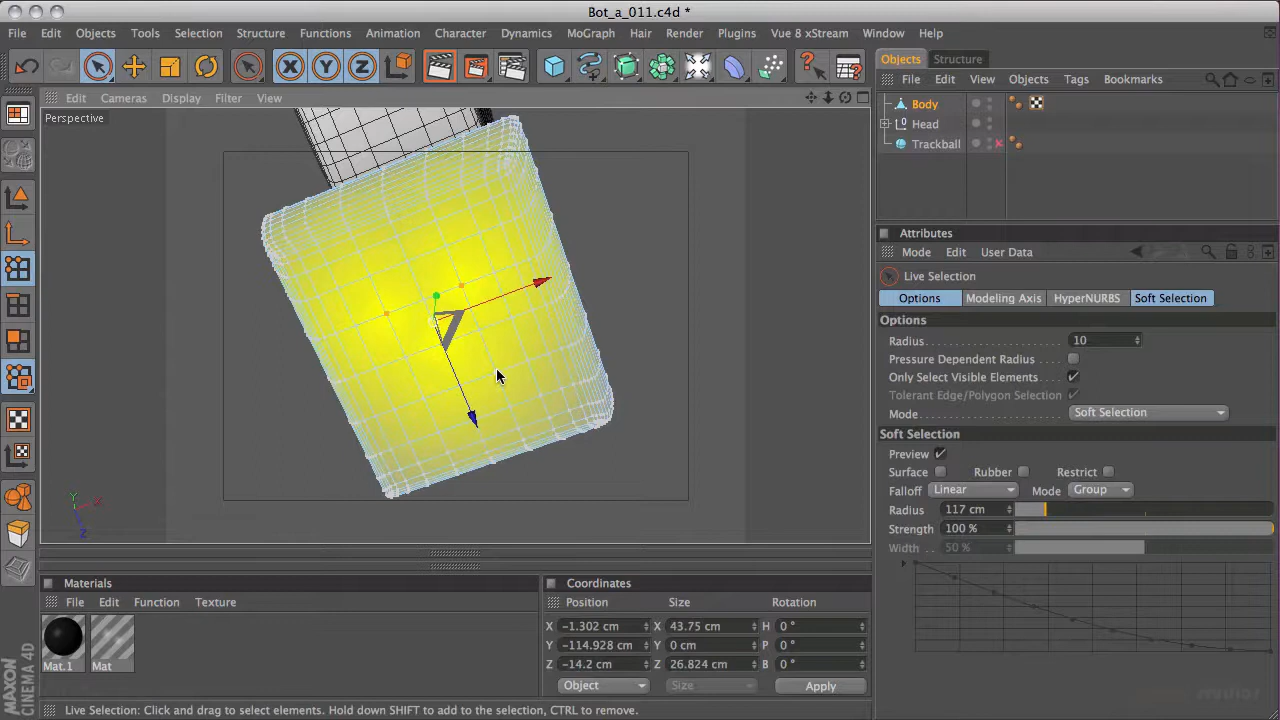 Bot_a_011.c4d *
File Edit Objects Tools Selection Structure Functions Animation Character Dynamics MoGraph Hair Render Plugins Vue 8 xStream Window Help
X Y Z
Edit Cameras Display Filter View
Perspective
Y X Z
Objects Structure
File Edit View Objects Tags Bookmarks
Body
Head
Trackball
Attributes
Mode Edit User Data
Live Selection
Options Modeling Axis HyperNURBS Soft Selection
Options
Radius 10
Pressure Dependent Radius
Only Select Visible Elements
Tolerant Edge/Polygon Selection
Mode Soft Selection
Soft Selection
Preview
Surface Rubber Restrict
Falloff Linear Mode Group
Radius 117 cm
Strength 100 %
Width 50 %
Materials
File Edit Function Texture
Mat.1 Mat
Coordinates
Position Size Rotation
X -1.302 cm X 43.75 cm H 0 °
Y -114.928 cm Y 0 cm P 0 °
Z -14.2 cm Z 26.824 cm B 0 °
Object Size Apply
MAXON CINEMA 4D
Live Selection: Click and drag to select elements. Hold down SHIFT to add to the selection, CTRL to remove.